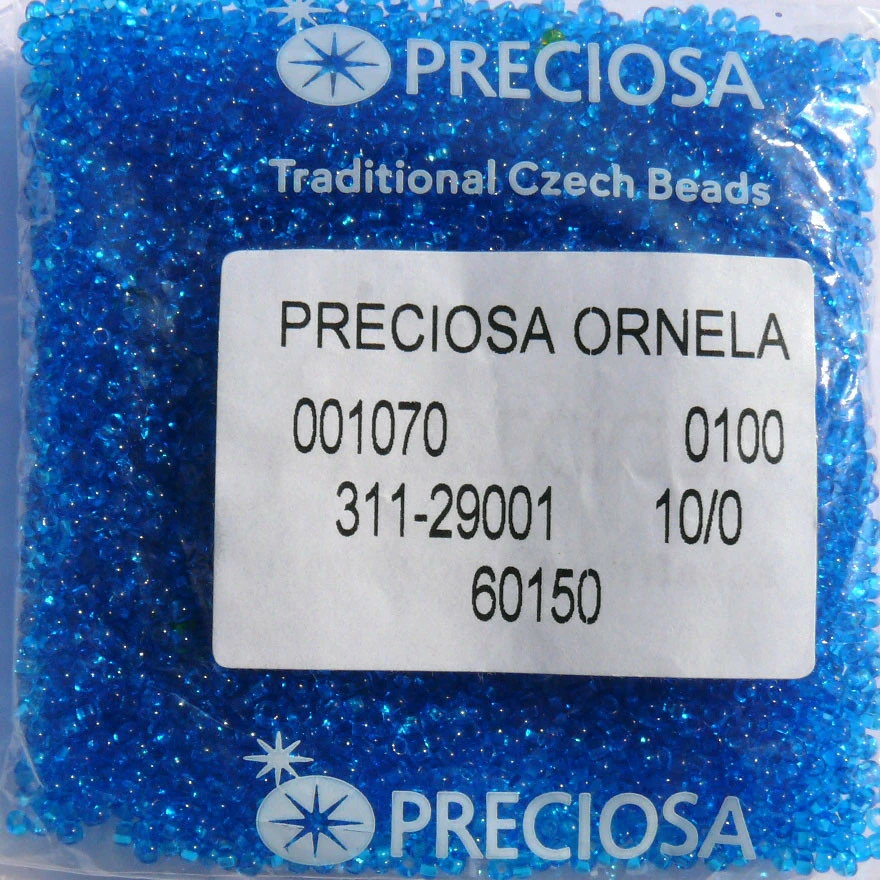 PRECIOSA
Traditional Czech Beads
PRECIOSA ORNELA
001070 0100
311-29001 10/0
60150
PRECIOSA